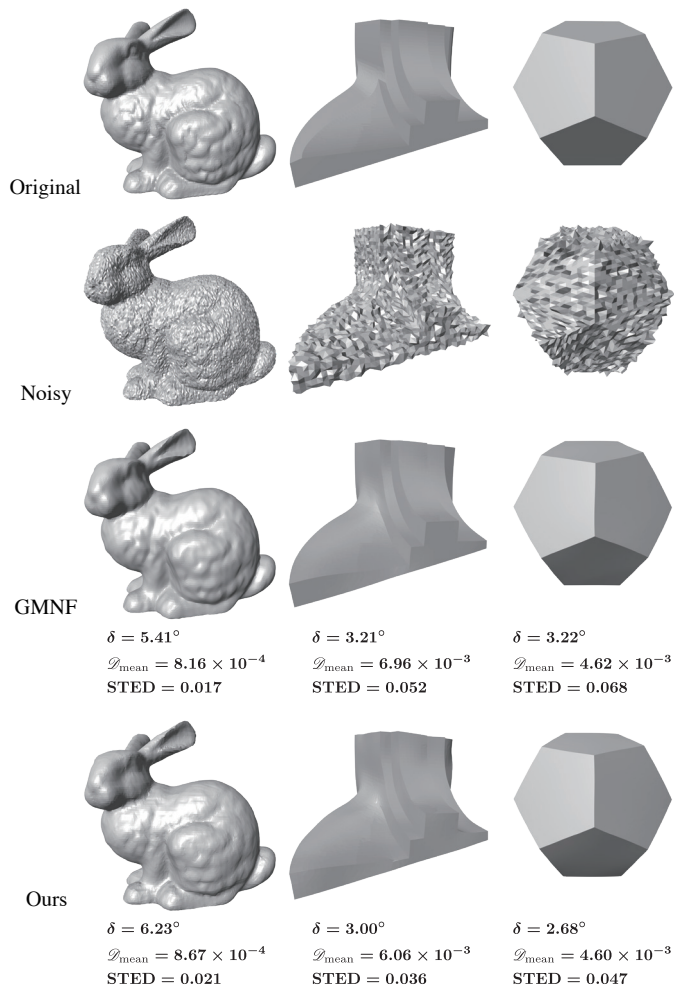 Original
Noisy
GMNF
δ = 5.41° δ = 3.21° δ = 3.22°
𝒟mean = 8.16 × 10⁻⁴ 𝒟mean = 6.96 × 10⁻³ 𝒟mean = 4.62 × 10⁻³
STED = 0.017 STED = 0.052 STED = 0.068
Ours
δ = 6.23° δ = 3.00° δ = 2.68°
𝒟mean = 8.67 × 10⁻⁴ 𝒟mean = 6.06 × 10⁻³ 𝒟mean = 4.60 × 10⁻³
STED = 0.021 STED = 0.036 STED = 0.047